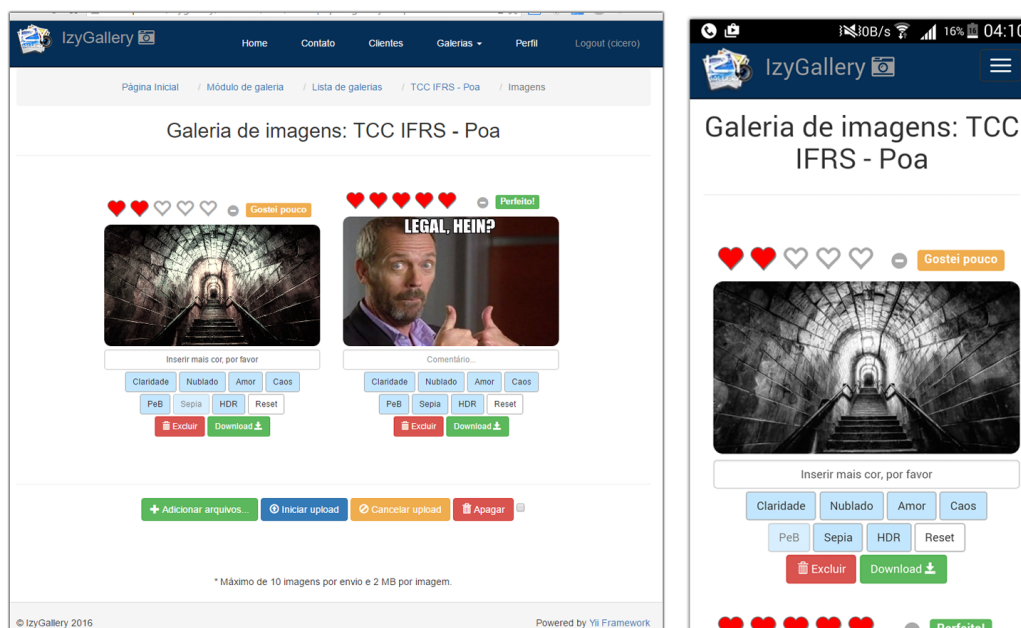 IzyGallery
Home Contato Clientes Galerias Perfil Logout (cicero)
Página Inicial / Módulo de galeria / Lista de galerias / TCC IFRS - Poa / Imagens
Galeria de imagens: TCC IFRS - Poa
Gostei pouco
Perfeito!
LEGAL, HEIN?
Inserir mais cor, por favor
Comentário...
Claridade Nublado Amor Caos
Claridade Nublado Amor Caos
PeB Sepia HDR Reset
PeB Sepia HDR Reset
Excluir Download
Excluir Download
Adicionar arquivos... Iniciar upload Cancelar upload Apagar
* Máximo de 10 imagens por envio e 2 MB por imagem.
© IzyGallery 2016
Powered by Yii Framework
0B/s 16% 04:10
IzyGallery
Galeria de imagens: TCC
IFRS - Poa
Gostei pouco
Inserir mais cor, por favor
Claridade Nublado Amor Caos
PeB Sepia HDR Reset
Excluir Download
Perfeito!